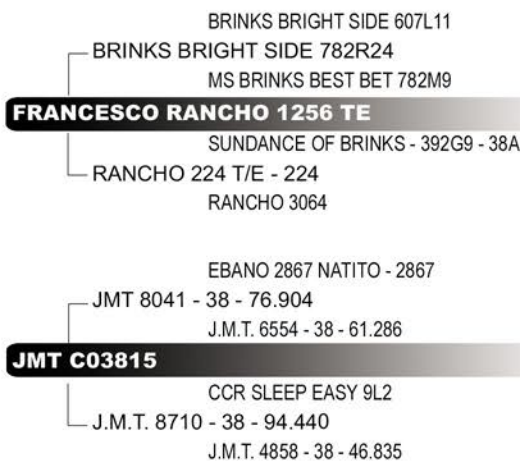 BRINKS BRIGHT SIDE 607L11
BRINKS BRIGHT SIDE 782R24
MS BRINKS BEST BET 782M9
FRANCESCO RANCHO 1256 TE
SUNDANCE OF BRINKS - 392G9 - 38A
RANCHO 224 T/E - 224
RANCHO 3064
EBANO 2867 NATITO - 2867
JMT 8041 - 38 - 76.904
J.M.T. 6554 - 38 - 61.286
JMT C03815
CCR SLEEP EASY 9L2
J.M.T. 8710 - 38 - 94.440
J.M.T. 4858 - 38 - 46.835